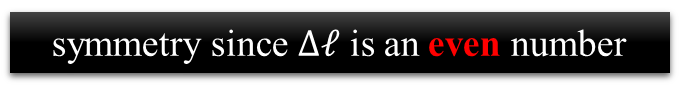 symmetry since Δℓ is an even number